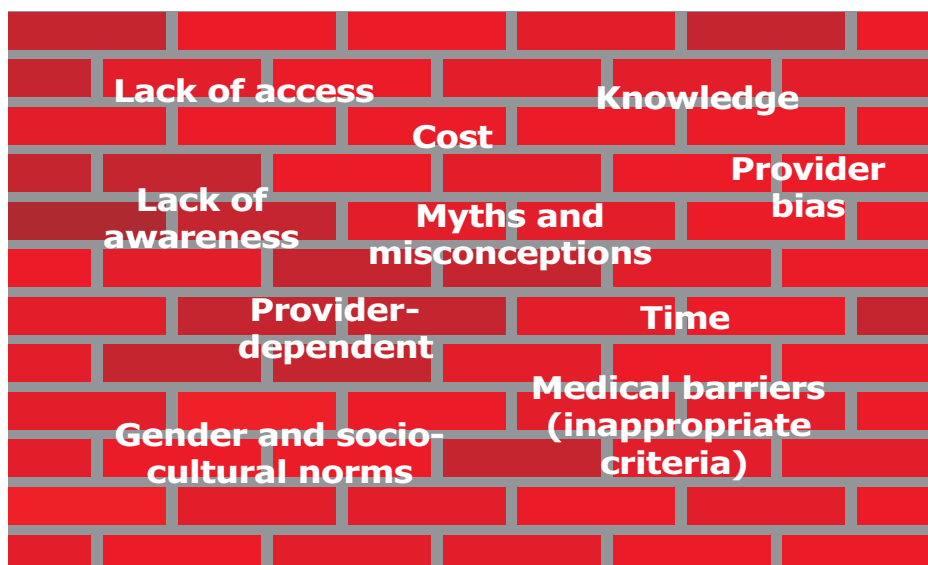 Lack of access
Knowledge
Cost
Provider
bias
Lack of
awareness
Myths and
misconceptions
Provider-
dependent
Time
Medical barriers
(inappropriate
criteria)
Gender and socio-
cultural norms